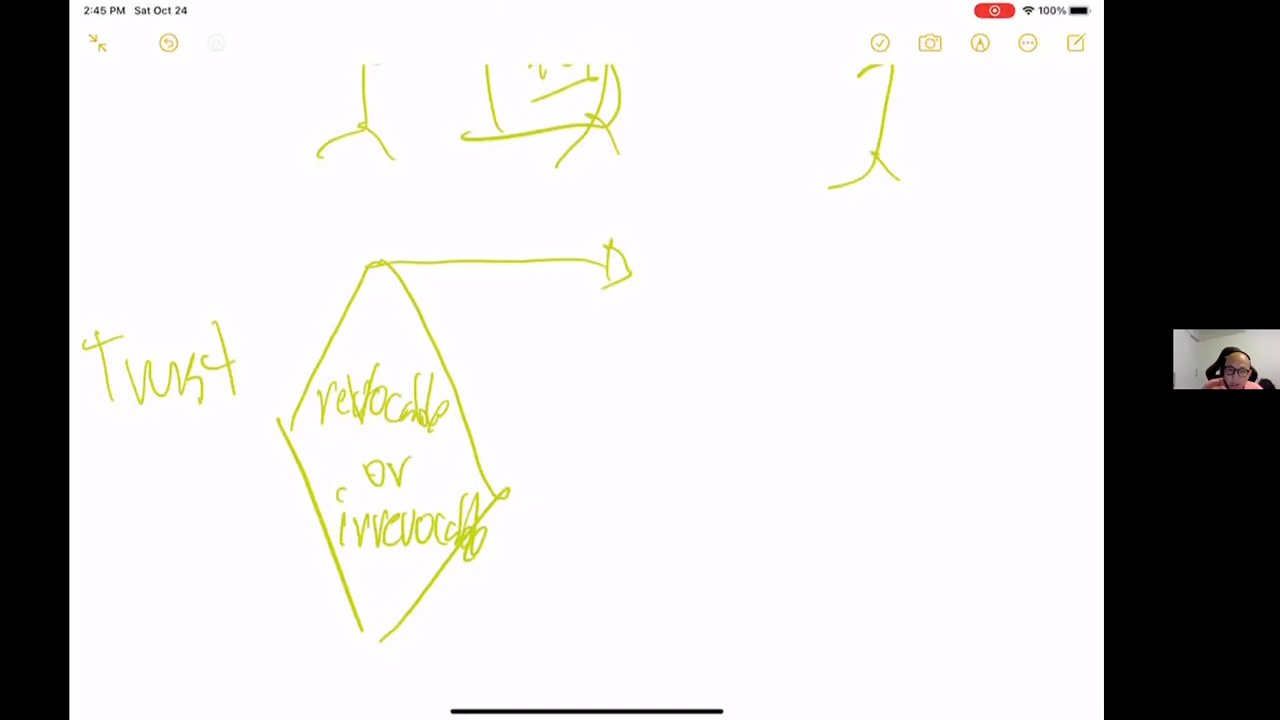 2:45 PM Sat Oct 24
100%
Trust
revocable
or
irrevocable